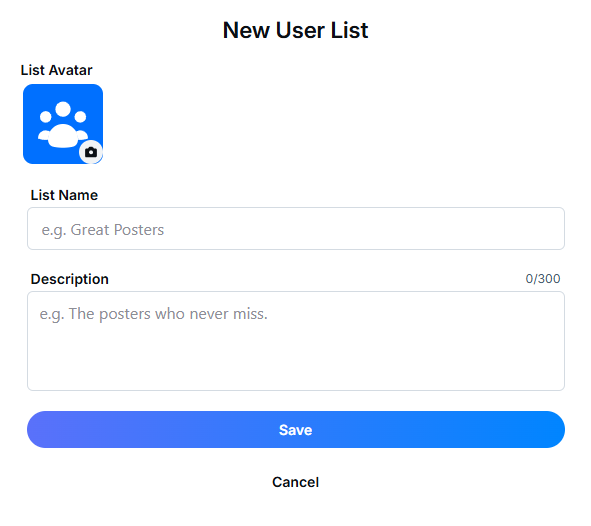 New User List
List Avatar
List Name
e.g. Great Posters
Description 0/300
e.g. The posters who never miss.
Save
Cancel